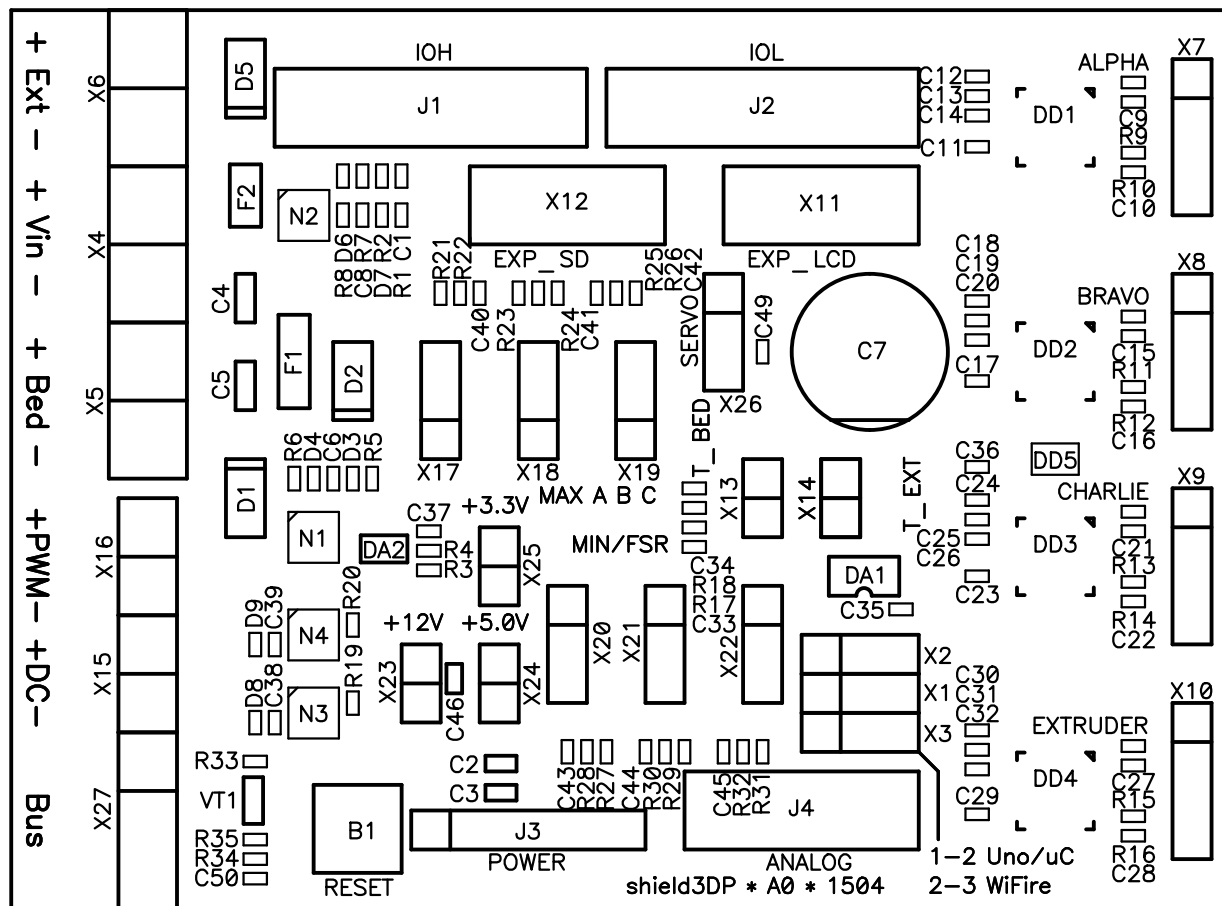 + Ext - + Vin - + Bed -
+PWM- +DC- Bus
X6
X4
X5
X16
X15
X27
D5
IOH
J1
IOL
J2
C12
C13
C14
C11
DD1
ALPHA
C9
R9
R10
C10
X7
F2
N2
R8 D6
C8 R7
D7 R2
R1 C1
X12
EXP_SD
X11
EXP_LCD
R21
R22
C40
R23
R24
C41
R25
R26
C42
SERVO
X26
C49
C7
C18
C19
C20
C17
DD2
BRAVO
C15
R11
R12
C16
X8
C4
C5
F1
D2
X17
X18
X19
MAX A B C
R6
D4
C6
D3
R5
D1
N1
DA2
C37
R4
R3
+3.3V
X25
MIN/FSR
T_BED
C34
R18
R17
C33
X13
X14
T_EXT
DA1
C35
C36
C24
C25
C26
C23
DD5
DD3
CHARLIE
C21
R13
R14
C22
X9
D9
C39
N4
R20
D8
C38
N3
R19
+12V
X23
C46
+5.0V
X24
X20
X21
X22
X2
X1
X3
C30
C31
C32
C29
DD4
EXTRUDER
C27
R15
R16
C28
X10
R33
VT1
R35
R34
C50
B1
RESET
C2
C3
J3
POWER
C43
R28
R27
C44
R30
R29
C45
R32
R31
J4
ANALOG
1-2 Uno/uC
2-3 WiFire
shield3DP * A0 * 1504